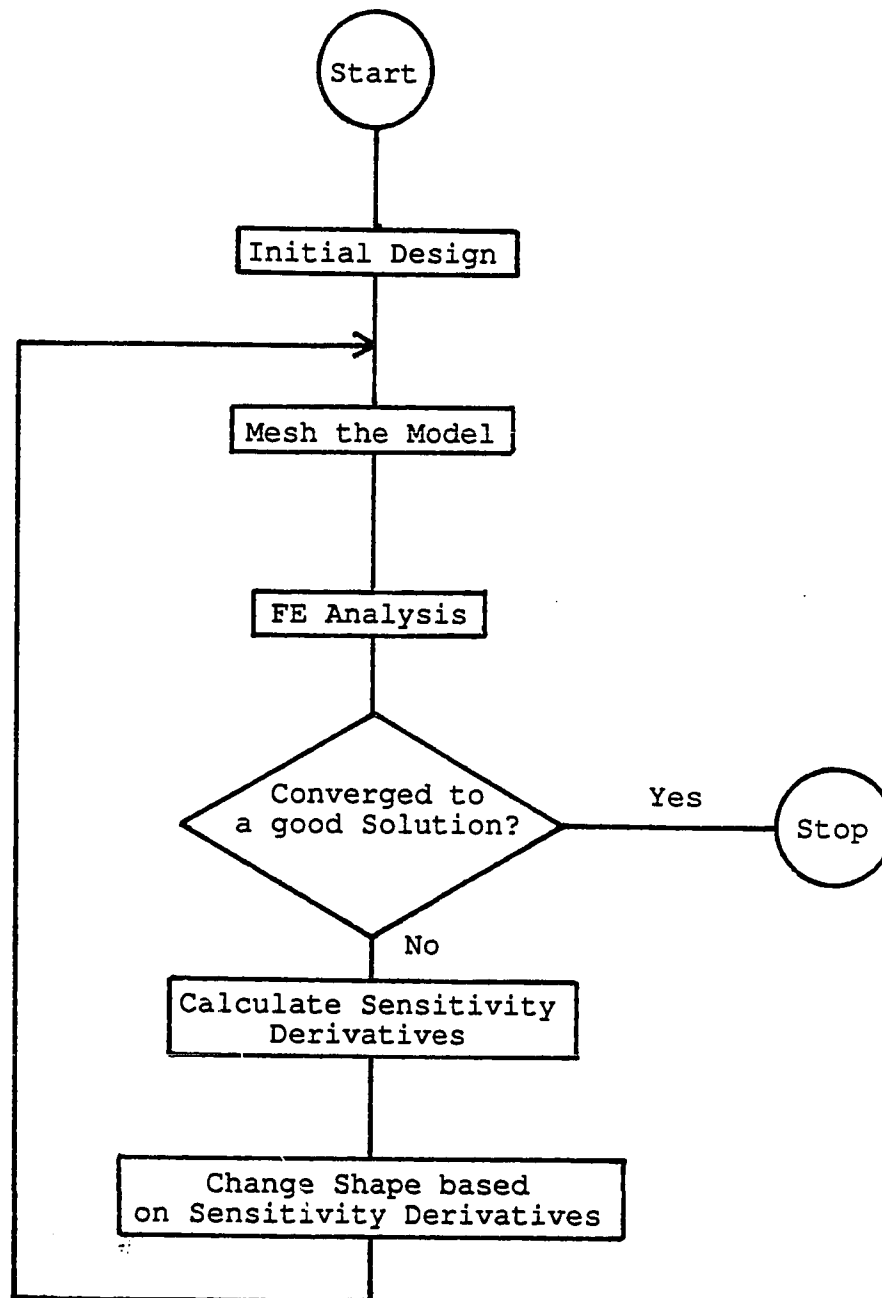 Start
Initial Design
Mesh the Model
FE Analysis
Converged to
a good Solution?
Yes
Stop
No
Calculate Sensitivity
Derivatives
Change Shape based
on Sensitivity Derivatives